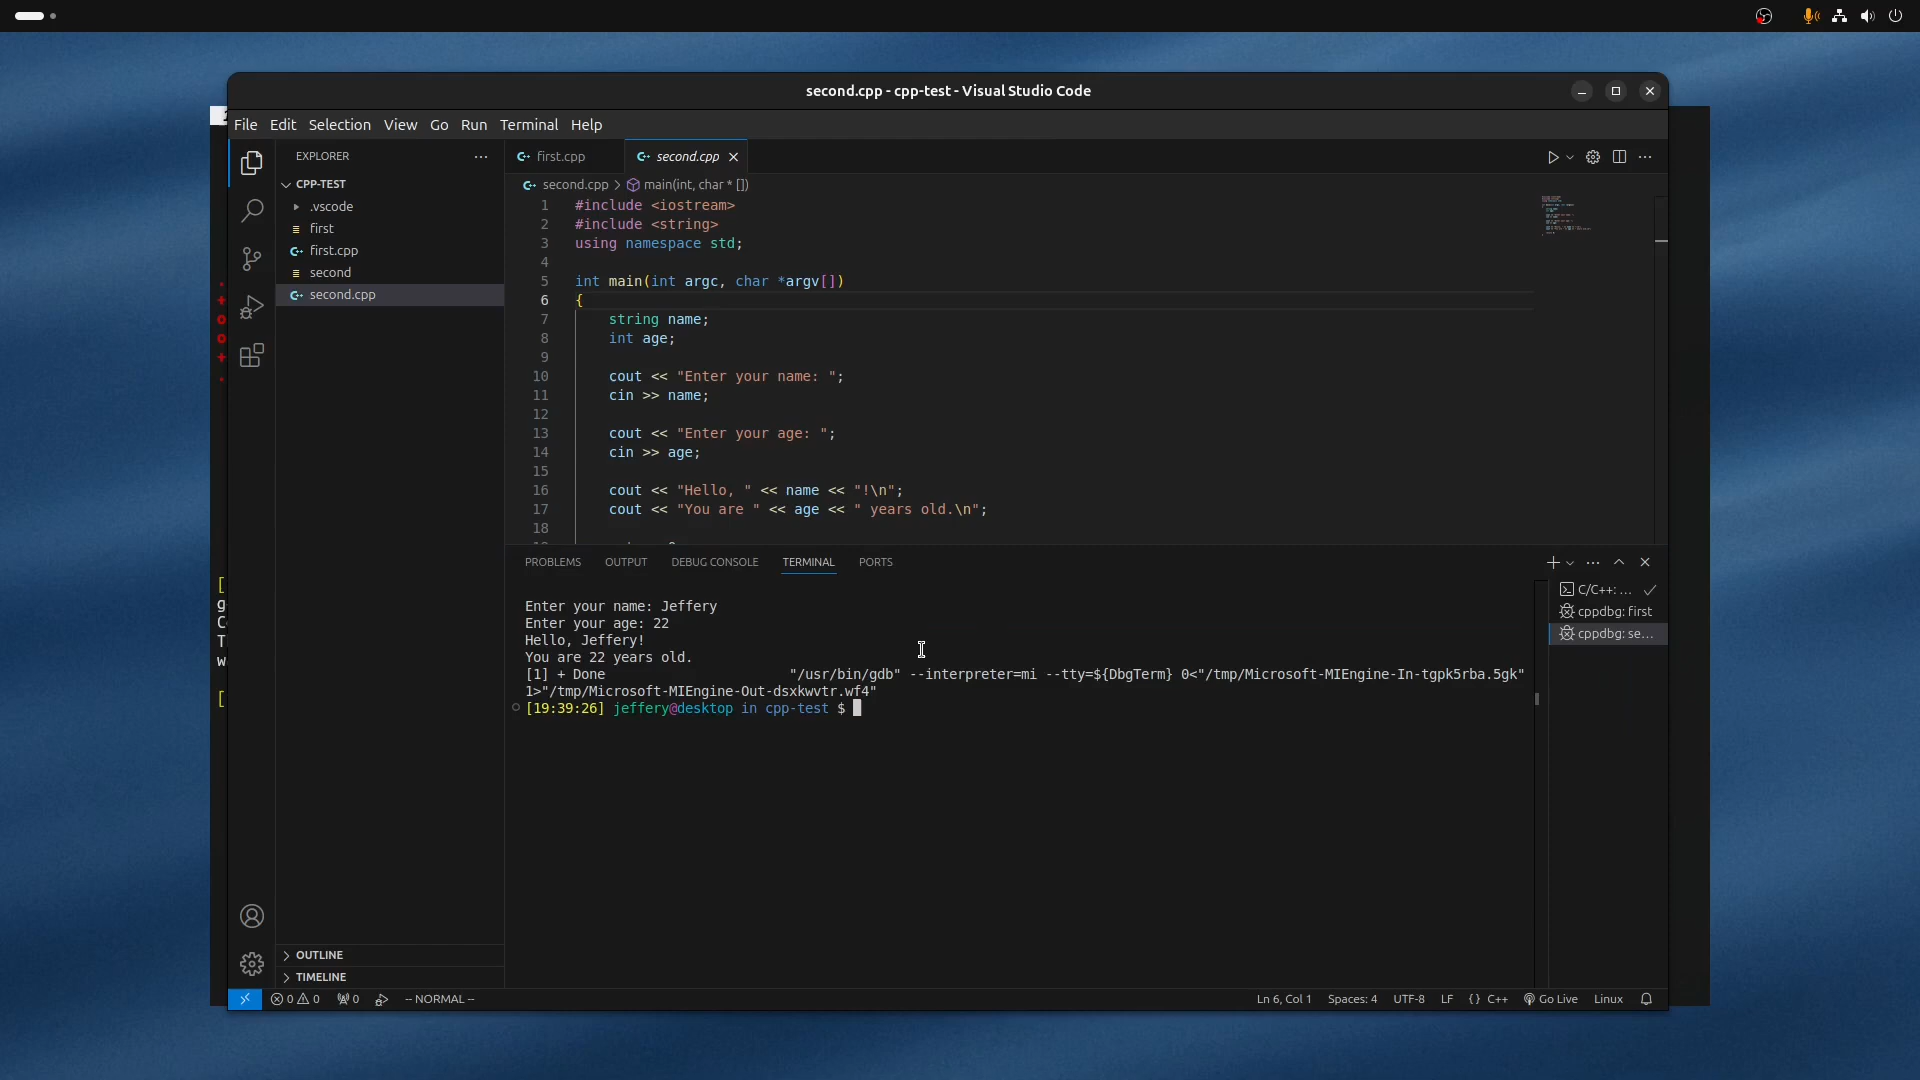 second.cpp - cpp-test - Visual Studio Code
File Edit Selection View Go Run Terminal Help
EXPLORER
CPP-TEST
.vscode
first
first.cpp
second
second.cpp
OUTLINE
TIMELINE
first.cpp second.cpp
second.cpp > main(int, char * [])
1 #include <iostream>
2 #include <string>
3 using namespace std;
4
5 int main(int argc, char *argv[])
6 {
7 string name;
8 int age;
9
10 cout << "Enter your name: ";
11 cin >> name;
12
13 cout << "Enter your age: ";
14 cin >> age;
15
16 cout << "Hello, " << name << "!\n";
17 cout << "You are " << age << " years old.\n";
18
PROBLEMS OUTPUT DEBUG CONSOLE TERMINAL PORTS
Enter your name: Jeffery
Enter your age: 22
Hello, Jeffery!
You are 22 years old.
[1] + Done "/usr/bin/gdb" --interpreter=mi --tty=${DbgTerm} 0<"/tmp/Microsoft-MIEngine-In-tgpk5rba.5gk"
1>"/tmp/Microsoft-MIEngine-Out-dsxkwvtr.wf4"
[19:39:26] jeffery@desktop in cpp-test $
C/C++: ...
cppdbg: first
cppdbg: se...
0 0 0 -- NORMAL -- Ln 6, Col 1 Spaces: 4 UTF-8 LF {} C++ Go Live Linux